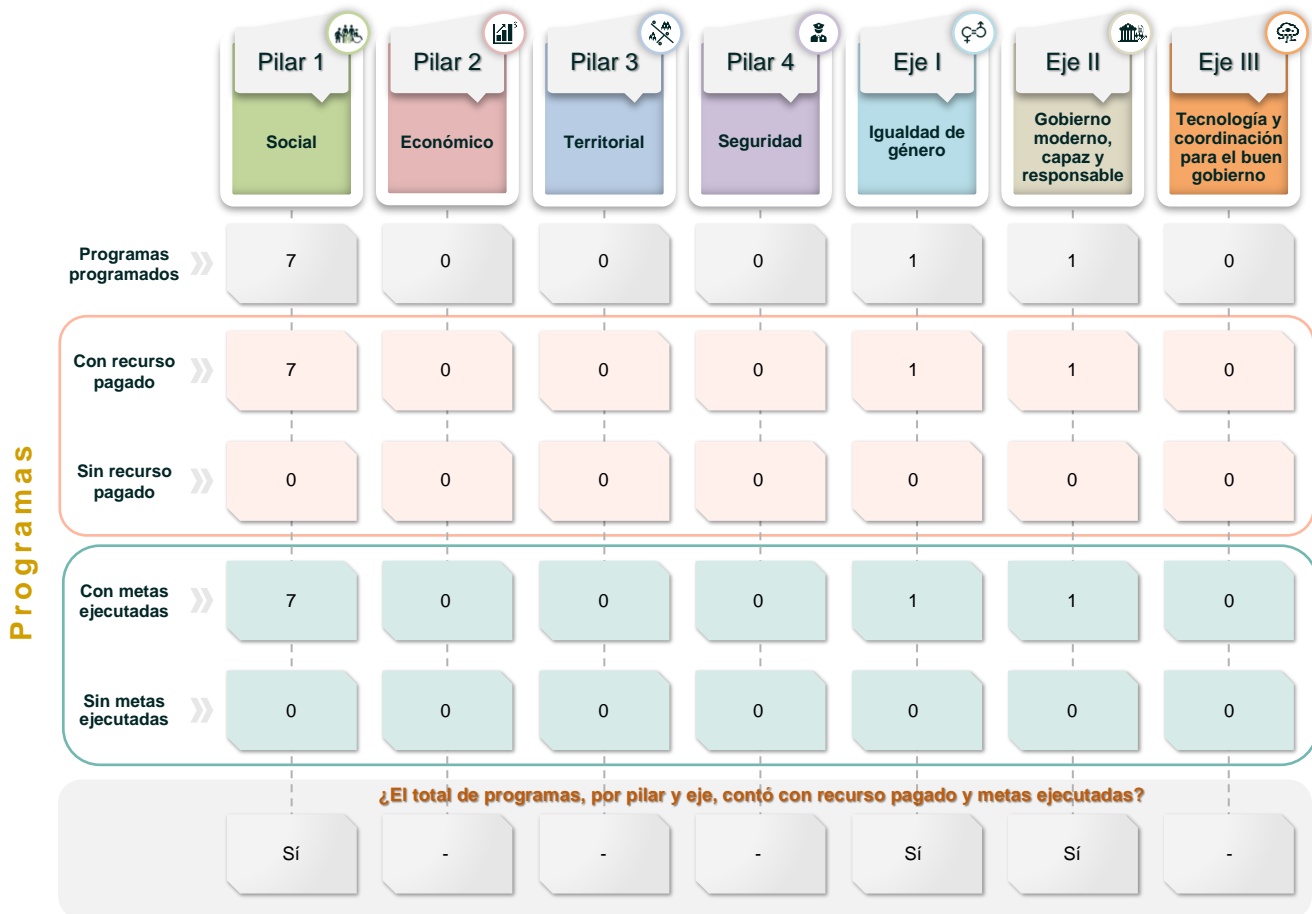 Pilar 1
Pilar 2
Pilar 3
Pilar 4
Eje I
Eje II
Eje III
Social
Económico
Territorial
Seguridad
Igualdad de
género
Gobierno
moderno,
capaz y
responsable
Tecnología y
coordinación
para el buen
gobierno
Programas
Programas
programados
7 0 0 0 1 1 0
Con recurso
pagado
7 0 0 0 1 1 0
Sin recurso
pagado
0 0 0 0 0 0 0
Con metas
ejecutadas
7 0 0 0 1 1 0
Sin metas
ejecutadas
0 0 0 0 0 0 0
¿El total de programas, por pilar y eje, contó con recurso pagado y metas ejecutadas?
Sí - - - Sí Sí -